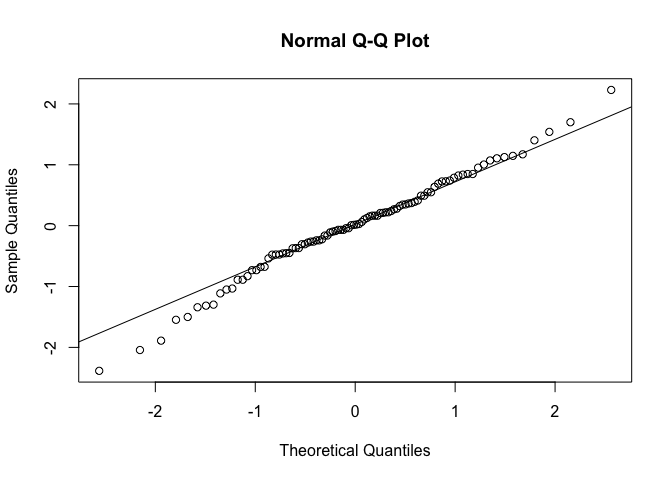 Normal Q-Q Plot
Sample Quantiles
2
1
0
-1
-2
-2 -1 0 1 2
Theoretical Quantiles